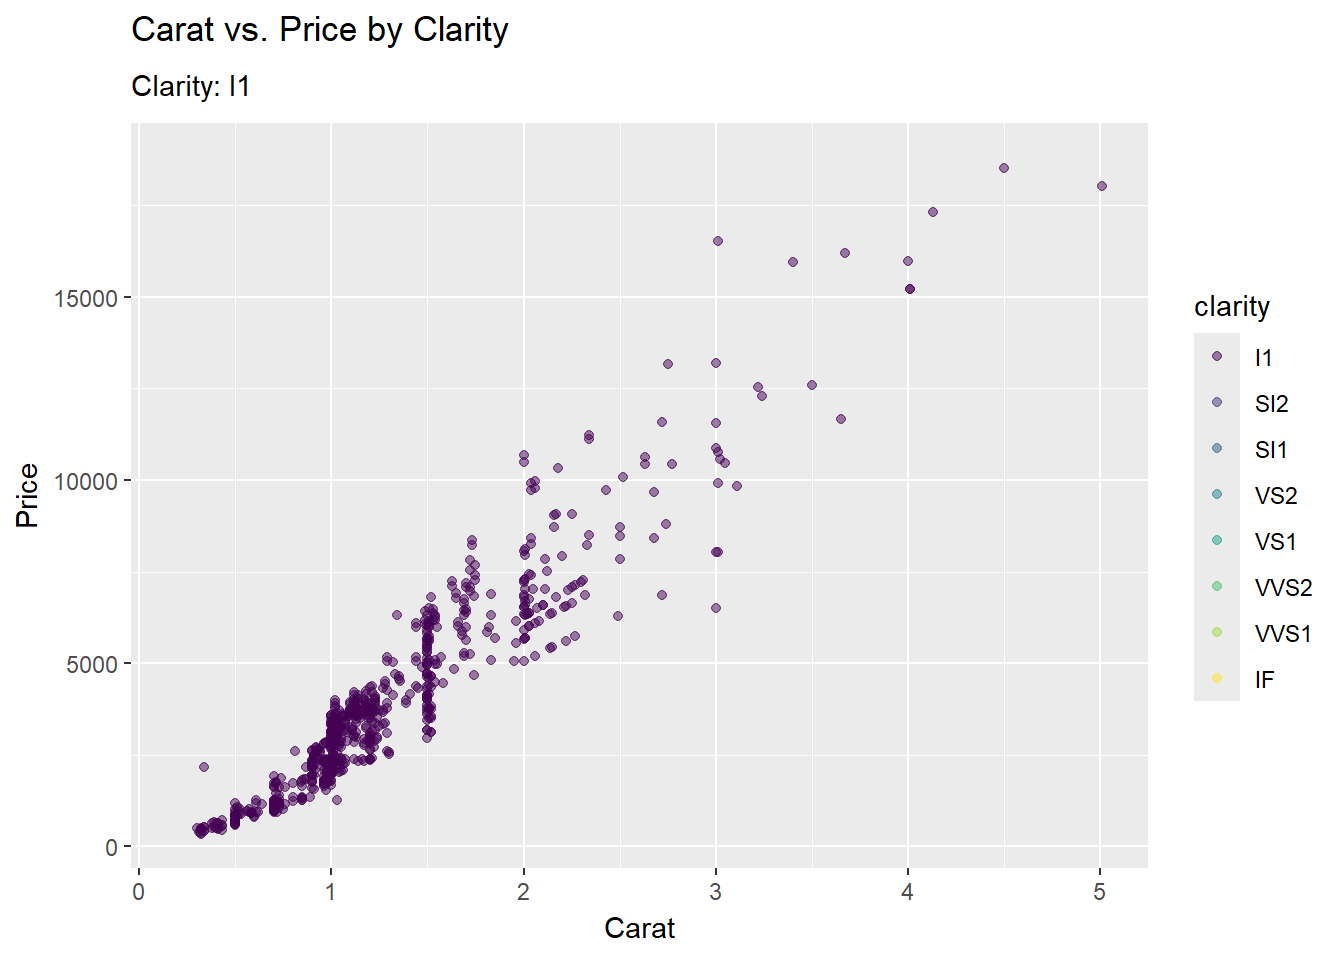 Carat vs. Price by Clarity
Clarity: I1
Price
15000
10000
5000
0
0 1 2 3 4 5
Carat
clarity
I1
SI2
SI1
VS2
VS1
VVS2
VVS1
IF